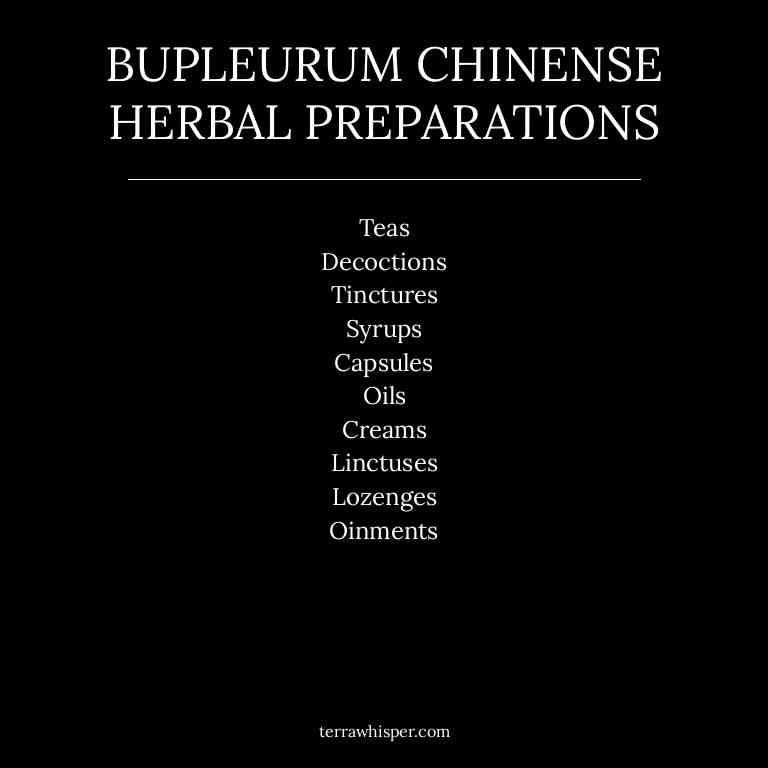 BUPLEURUM CHINENSE
HERBAL PREPARATIONS
Teas
Decoctions
Tinctures
Syrups
Capsules
Oils
Creams
Linctuses
Lozenges
Oinments
terrawhisper.com